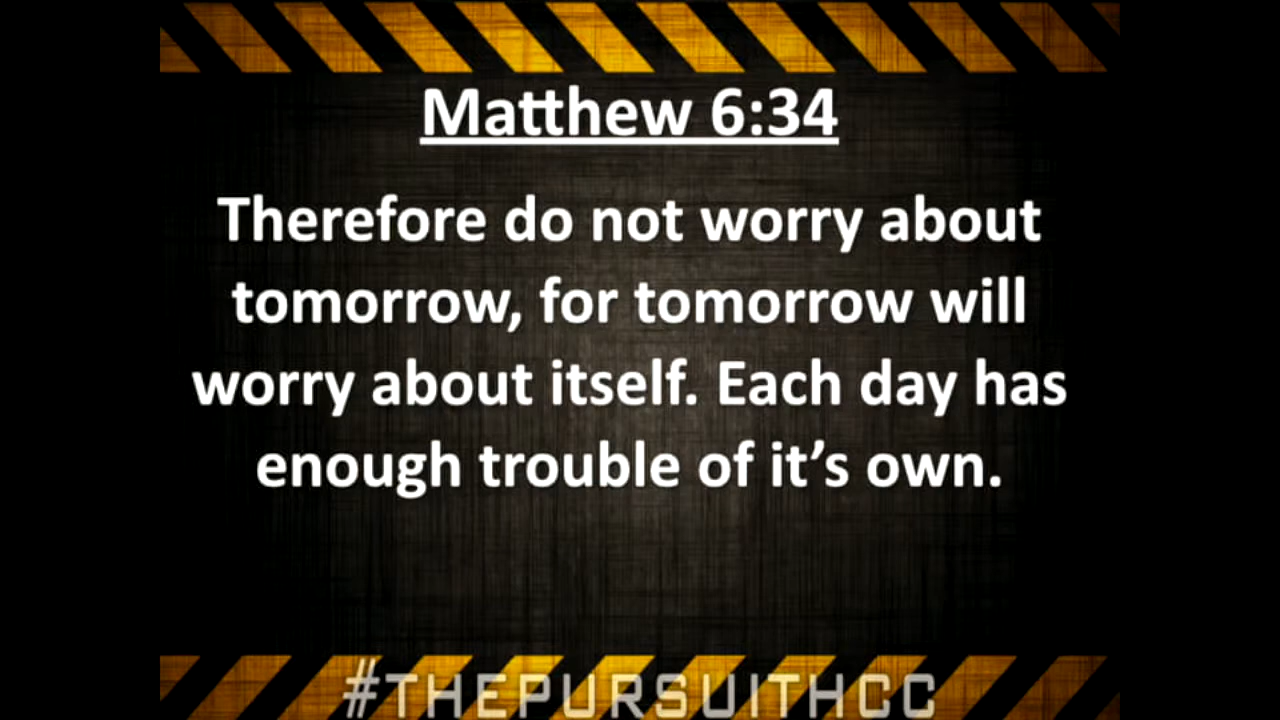 Matthew 6:34
Therefore do not worry about
tomorrow, for tomorrow will
worry about itself. Each day has
enough trouble of it’s own.
#THEPURSUITHCC